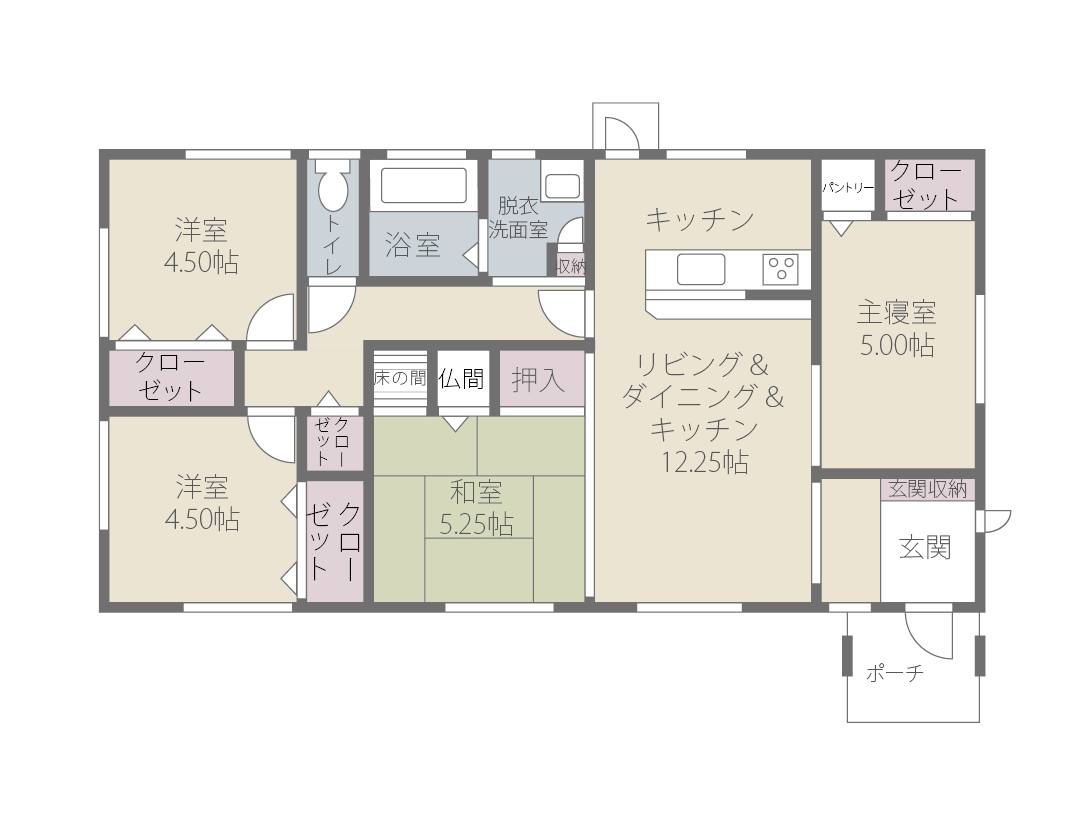 洋室
4.50帖
トイレ
浴室
脱衣
洗面室
収納
キッチン
パントリー
クロー
ゼット
主寝室
5.00帖
クロー
ゼット
床の間
仏間
押入
リビング＆
ダイニング＆
キッチン
12.25帖
クロー
ゼット
洋室
4.50帖
クロー
ゼット
和室
5.25帖
玄関収納
玄関
ポーチ